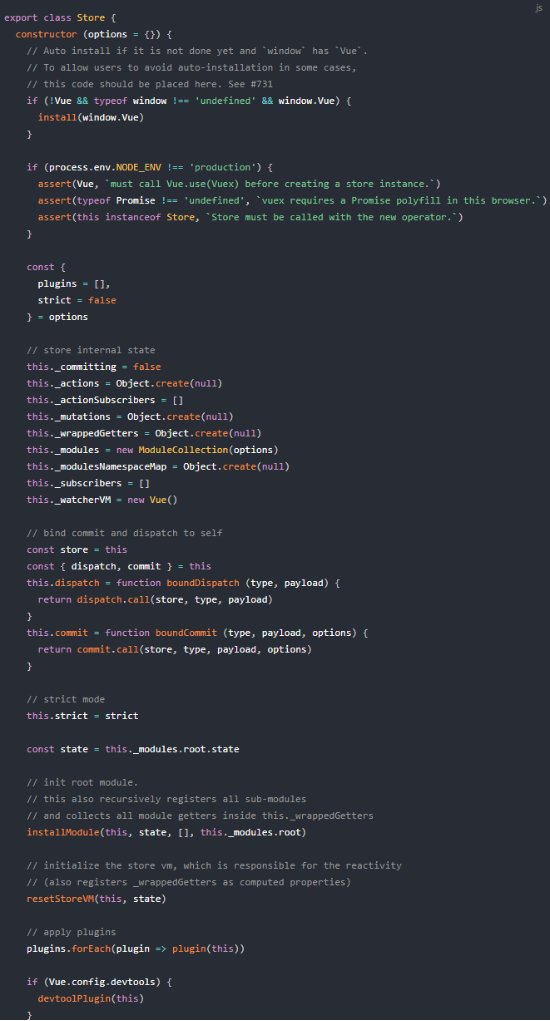 js
export class Store {
  constructor (options = {}) {
    // Auto install if it is not done yet and `window` has `Vue`.
    // To allow users to avoid auto-installation in some cases,
    // this code should be placed here. See #731
    if (!Vue && typeof window !== 'undefined' && window.Vue) {
      install(window.Vue)
    }

    if (process.env.NODE_ENV !== 'production') {
      assert(Vue, `must call Vue.use(Vuex) before creating a store instance.`)
      assert(typeof Promise !== 'undefined', `vuex requires a Promise polyfill in this browser.`)
      assert(this instanceof Store, `Store must be called with the new operator.`)
    }

    const {
      plugins = [],
      strict = false
    } = options

    // store internal state
    this._committing = false
    this._actions = Object.create(null)
    this._actionSubscribers = []
    this._mutations = Object.create(null)
    this._wrappedGetters = Object.create(null)
    this._modules = new ModuleCollection(options)
    this._modulesNamespaceMap = Object.create(null)
    this._subscribers = []
    this._watcherVM = new Vue()

    // bind commit and dispatch to self
    const store = this
    const { dispatch, commit } = this
    this.dispatch = function boundDispatch (type, payload) {
      return dispatch.call(store, type, payload)
    }
    this.commit = function boundCommit (type, payload, options) {
      return commit.call(store, type, payload, options)
    }

    // strict mode
    this.strict = strict

    const state = this._modules.root.state

    // init root module.
    // this also recursively registers all sub-modules
    // and collects all module getters inside this._wrappedGetters
    installModule(this, state, [], this._modules.root)

    // initialize the store vm, which is responsible for the reactivity
    // (also registers _wrappedGetters as computed properties)
    resetStoreVM(this, state)

    // apply plugins
    plugins.forEach(plugin => plugin(this))

    if (Vue.config.devtools) {
      devtoolPlugin(this)
    }